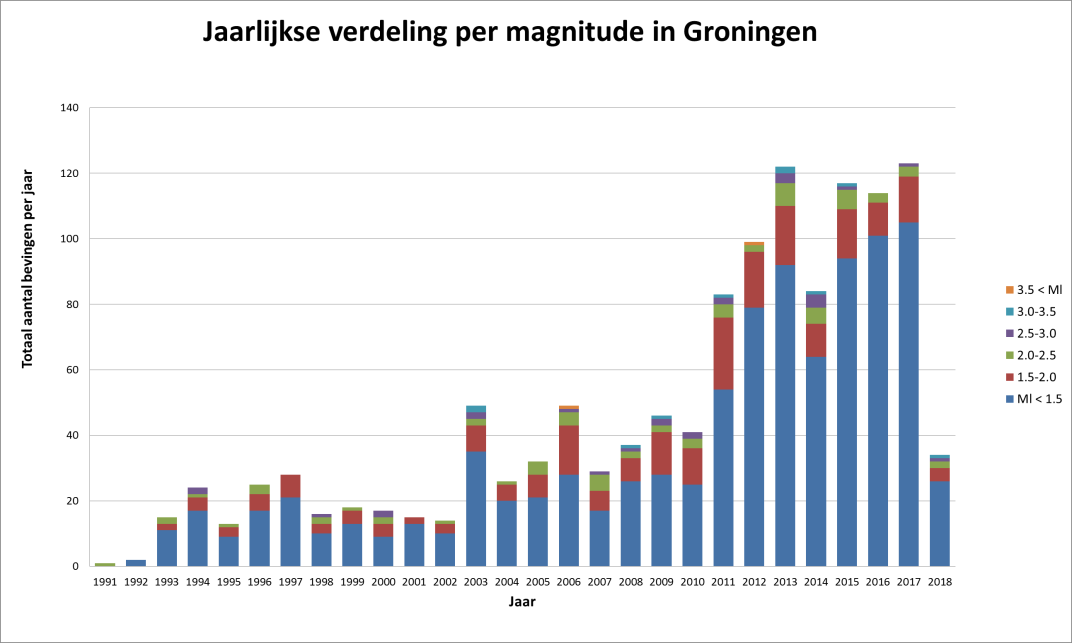 Jaarlijkse verdeling per magnitude in Groningen
Totaal aantal bevingen per jaar
140
120
100
80
60
40
20
0
1991 1992 1993 1994 1995 1996 1997 1998 1999 2000 2001 2002 2003 2004 2005 2006 2007 2008 2009 2010 2011 2012 2013 2014 2015 2016 2017 2018
Jaar
3.5 < Ml
3.0-3.5
2.5-3.0
2.0-2.5
1.5-2.0
Ml < 1.5